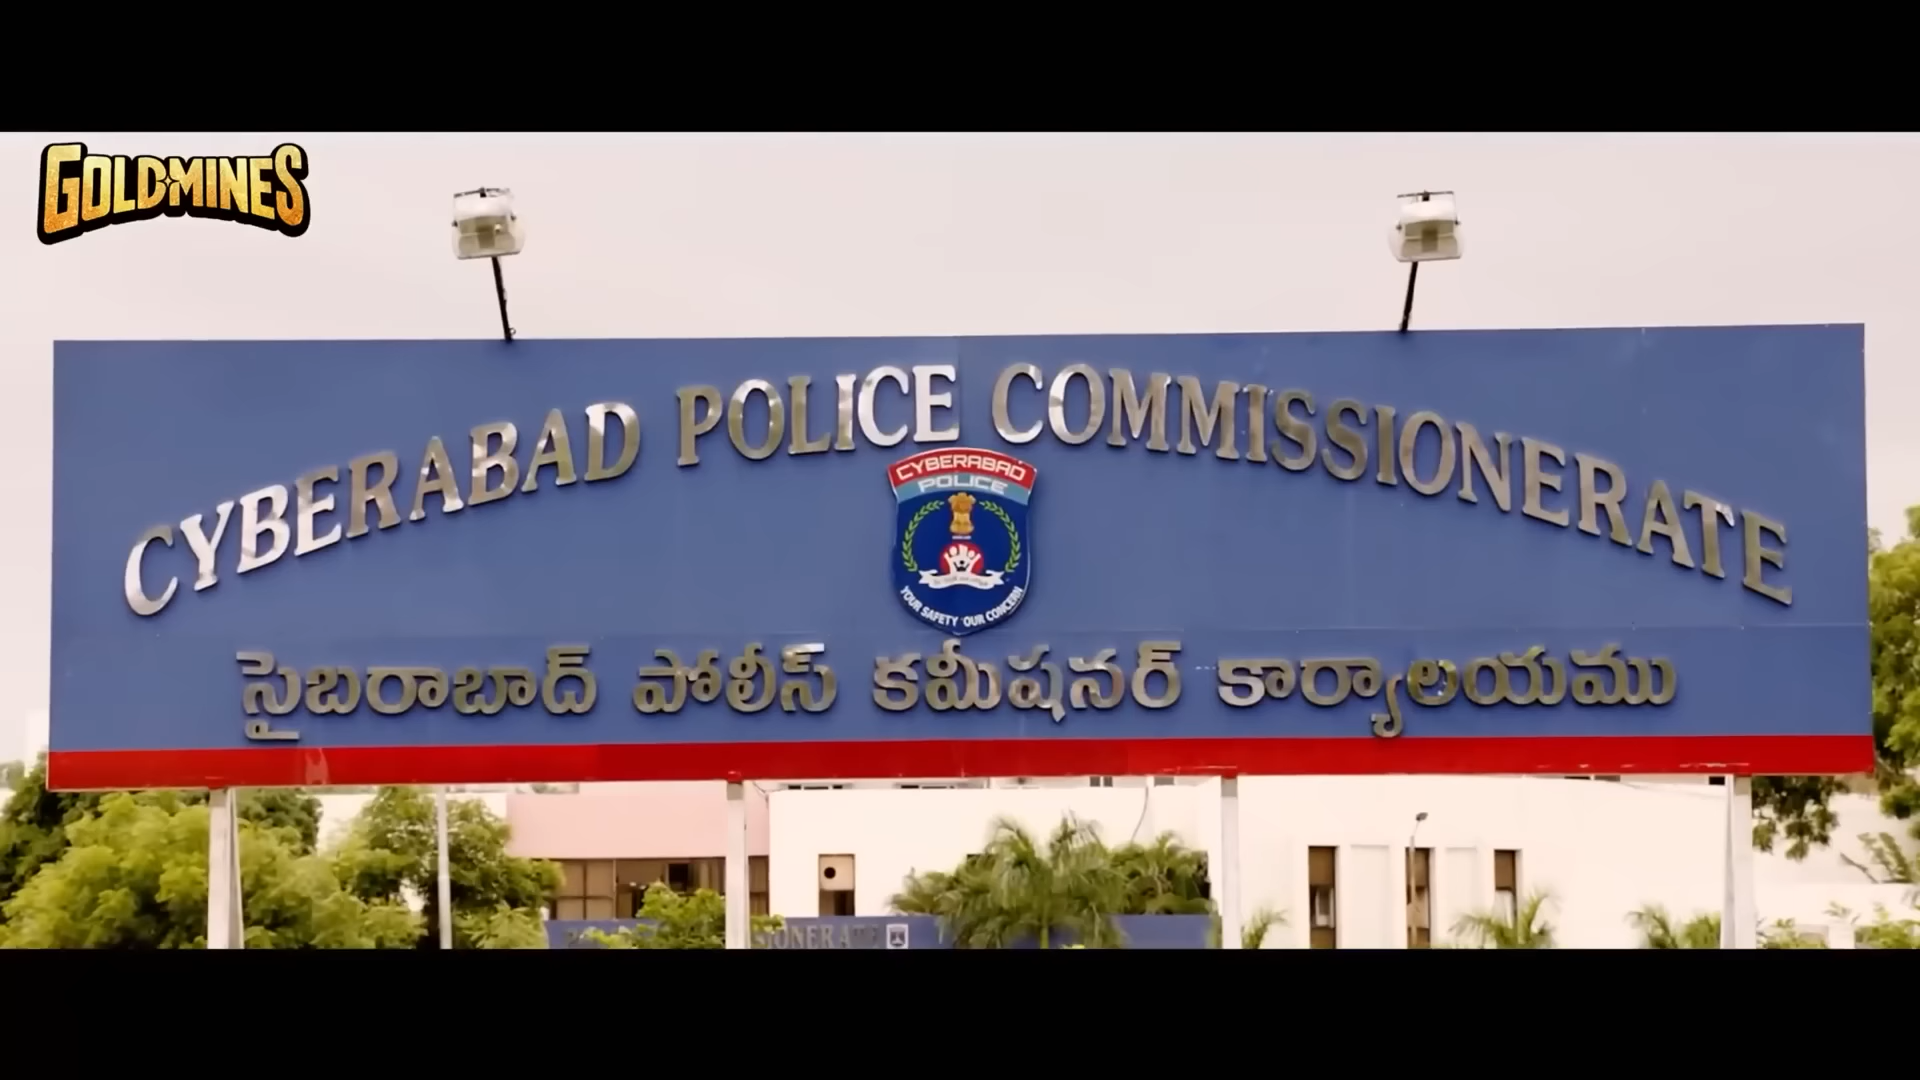 GOLDMINES
CYBERABAD POLICE COMMISSIONERATE
CYBERABAD
POLICE
YOUR SAFETY OUR CONCERN
సైబరాబాద్ పోలీస్ కమీషనర్ కార్యాలయము